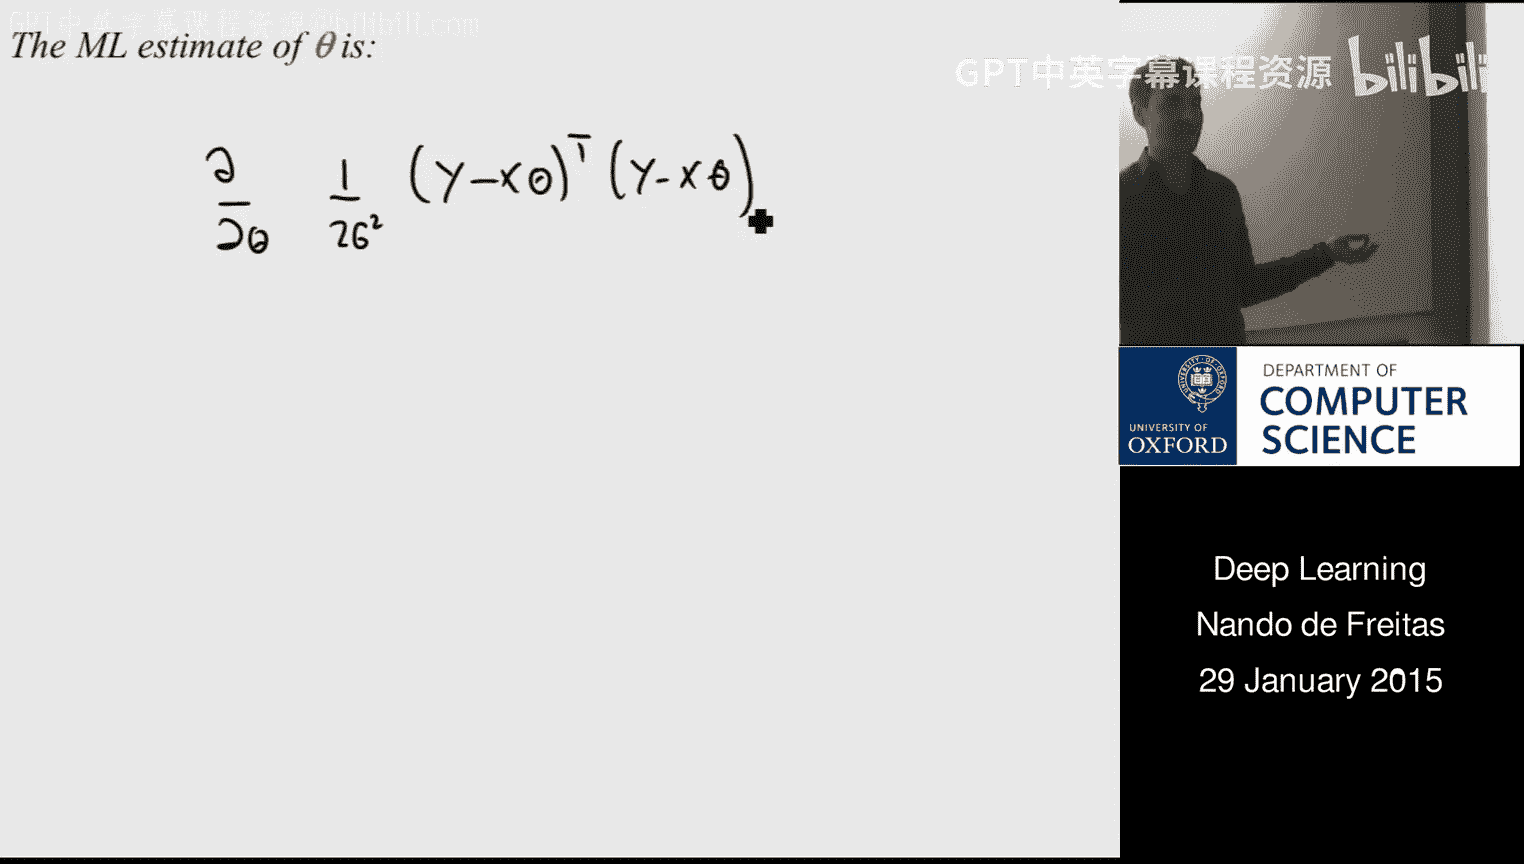 The ML estimate of θ is:
∂/∂θ 1/2σ² (y-xθ)ᵀ (y-xθ)
GPT中英字幕课程资源 bilibili
UNIVERSITY OF
OXFORD
DEPARTMENT OF
COMPUTER
SCIENCE
Deep Learning
Nando de Freitas
29 January 2015